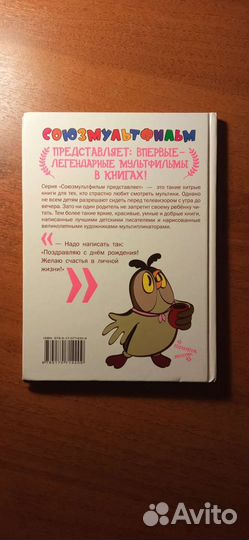 СОЮЗМУЛЬТФИЛЬМ
ПРЕДСТАВЛЯЕТ: ВПЕРВЫЕ-
ЛЕГЕНДАРНЫЕ МУЛЬТФИЛЬМЫ
В КНИГАХ!
Серия «Союзмультфильм представляет» — это такие хитрые
книги для тех, кто страстно любит смотреть мультики. Однако
не всем детям разрешают сидеть перед телевизором с утра до
вечера. Зато ни один родитель не запретит своему ребёнку чи-
тать. Тем более такие яркие, красивые, умные и добрые книги,
написанные лучшими детскими писателями и нарисованные
великолепными художниками мультипликаторами.
— Надо написать так:
«Поздравляю с днём рождения!
Желаю счастья в личной
жизни!»
»
ISBN
Avito